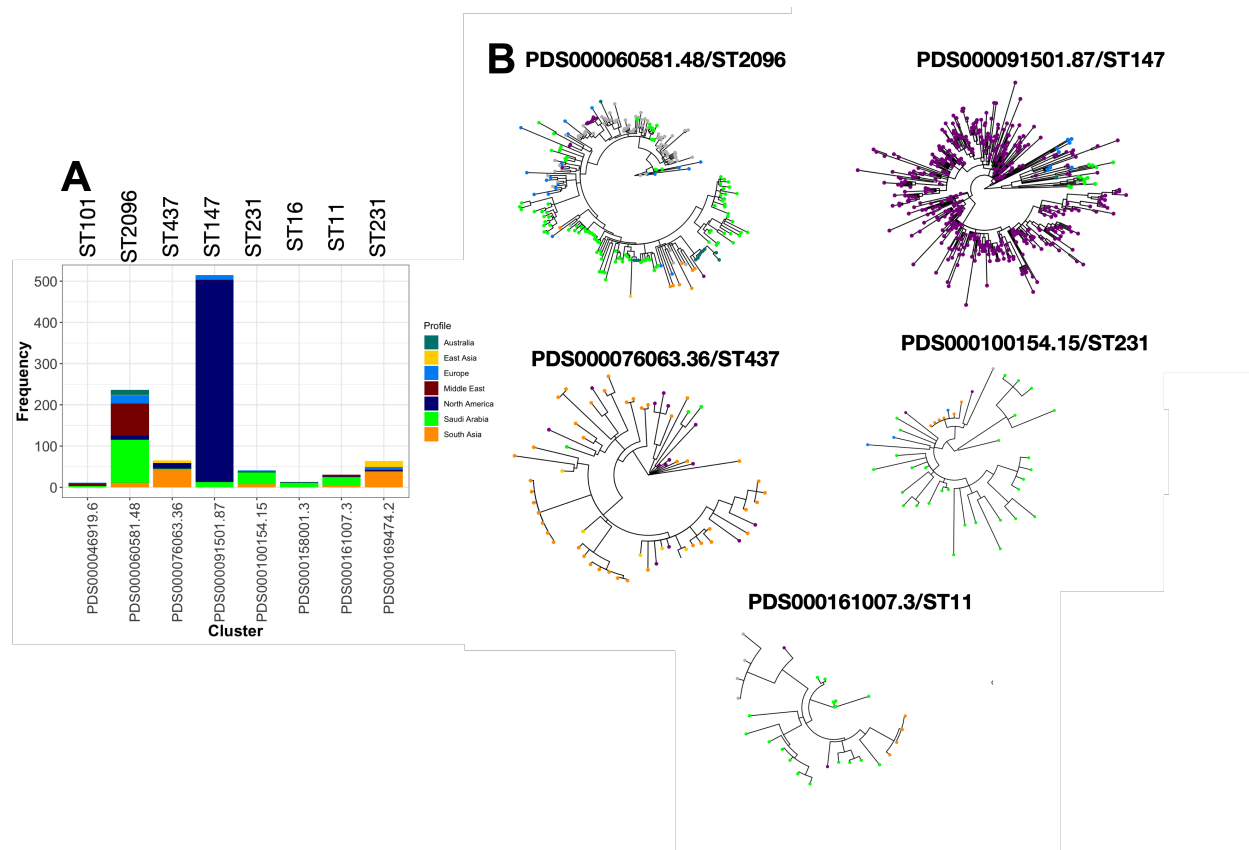 A
ST101
ST2096
ST437
ST147
ST231
ST16
ST11
ST231
Frequency
500
400
300
200
100
0
PDS000046919.6
PDS000060581.48
PDS000076063.36
PDS000091501.87
PDS000100154.15
PDS000158001.3
PDS000161007.3
PDS000169474.2
Cluster
Profile
Australia
East Asia
Europe
Middle East
North America
Saudi Arabia
South Asia
B
PDS000060581.48/ST2096
PDS000091501.87/ST147
PDS000076063.36/ST437
PDS000100154.15/ST231
PDS000161007.3/ST11